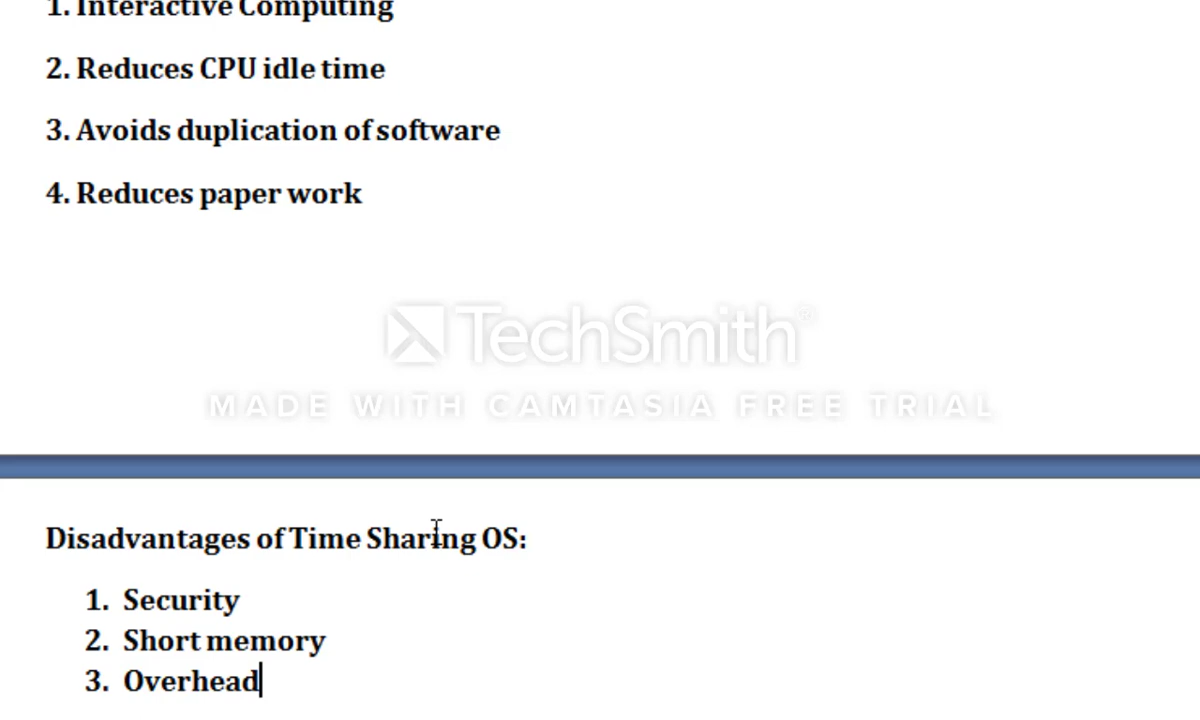 1. Interactive Computing
2. Reduces CPU idle time
3. Avoids duplication of software
4. Reduces paper work
TechSmith®
MADE WITH CAMTASIA FREE TRIAL
Disadvantages of Time Sharing OS:
1. Security
2. Short memory
3. Overhead